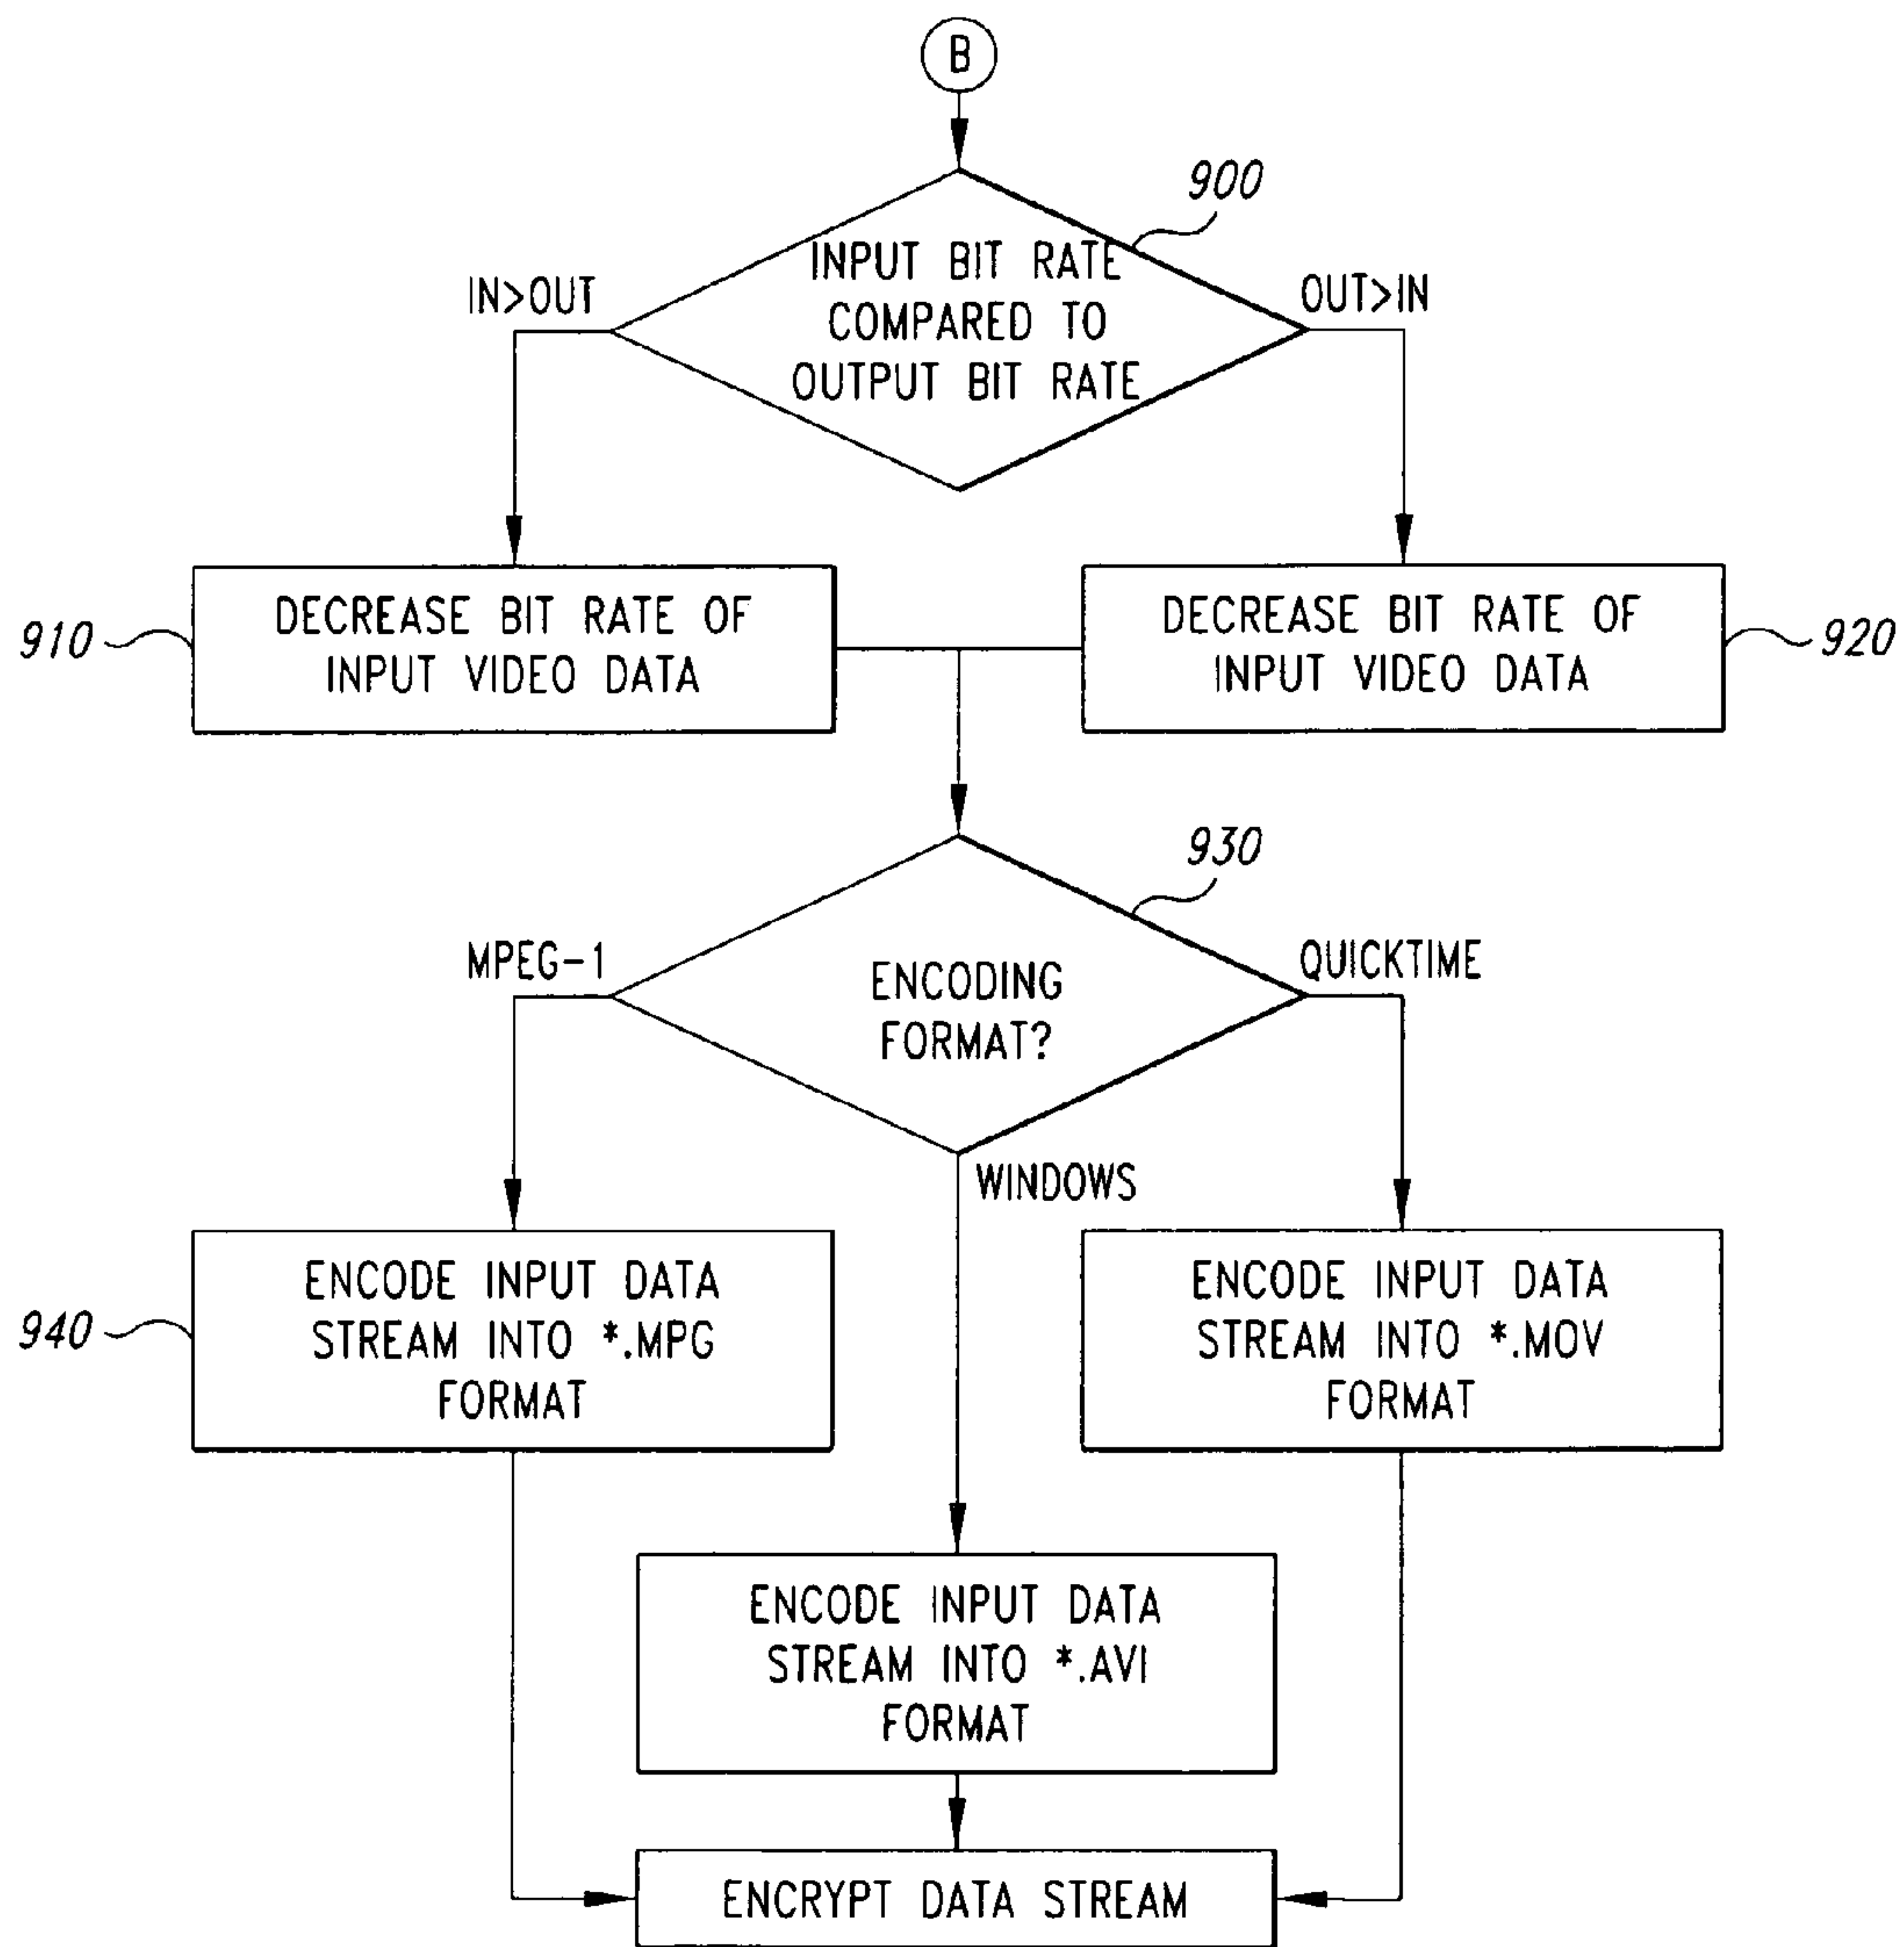 B
900
INPUT BIT RATE
COMPARED TO
OUTPUT BIT RATE
IN>OUT
OUT>IN
910
DECREASE BIT RATE OF
INPUT VIDEO DATA
DECREASE BIT RATE OF
INPUT VIDEO DATA
920
930
ENCODING
FORMAT?
MPEG-1
QUICKTIME
WINDOWS
940
ENCODE INPUT DATA
STREAM INTO *.MPG
FORMAT
ENCODE INPUT DATA
STREAM INTO *.MOV
FORMAT
ENCODE INPUT DATA
STREAM INTO *.AVI
FORMAT
ENCRYPT DATA STREAM